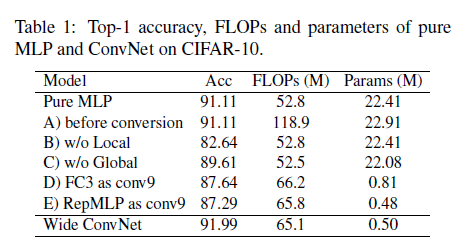 Table 1: Top-1 accuracy, FLOPs and parameters of pure
MLP and ConvNet on CIFAR-10.
Model Acc FLOPs (M) Params (M)
Pure MLP 91.11 52.8 22.41
A) before conversion 91.11 118.9 22.91
B) w/o Local 82.64 52.8 22.41
C) w/o Global 89.61 52.5 22.08
D) FC3 as conv9 87.64 66.2 0.81
E) RepMLP as conv9 87.29 65.8 0.48
Wide ConvNet 91.99 65.1 0.50